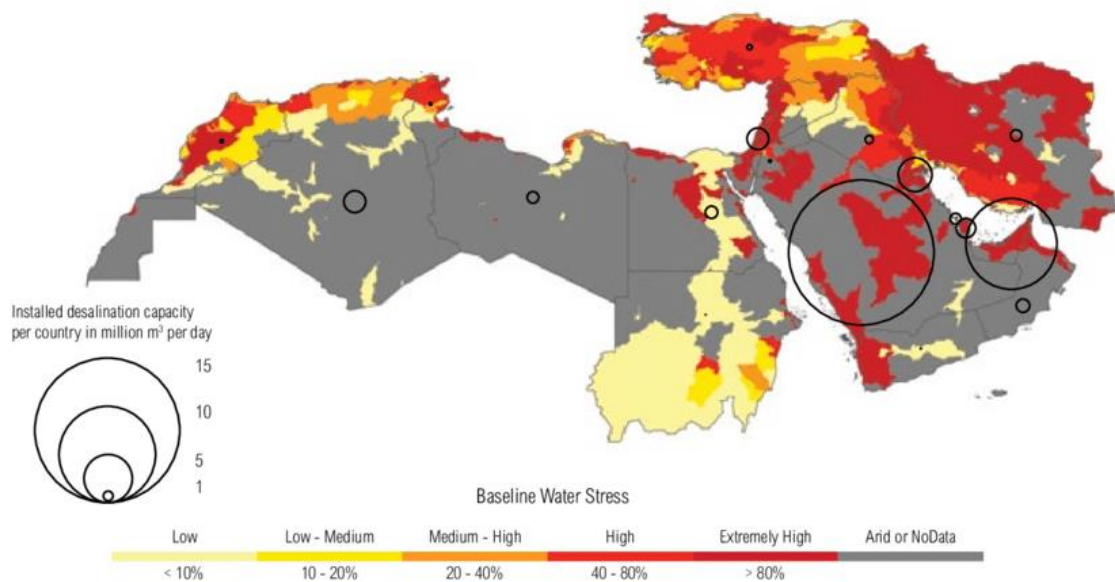 Installed desalination capacity
per country in million m³ per day
15
10
5
1
Baseline Water Stress
Low
Low - Medium
Medium - High
High
Extremely High
Arid or NoData
< 10%
10 - 20%
20 - 40%
40 - 80%
> 80%